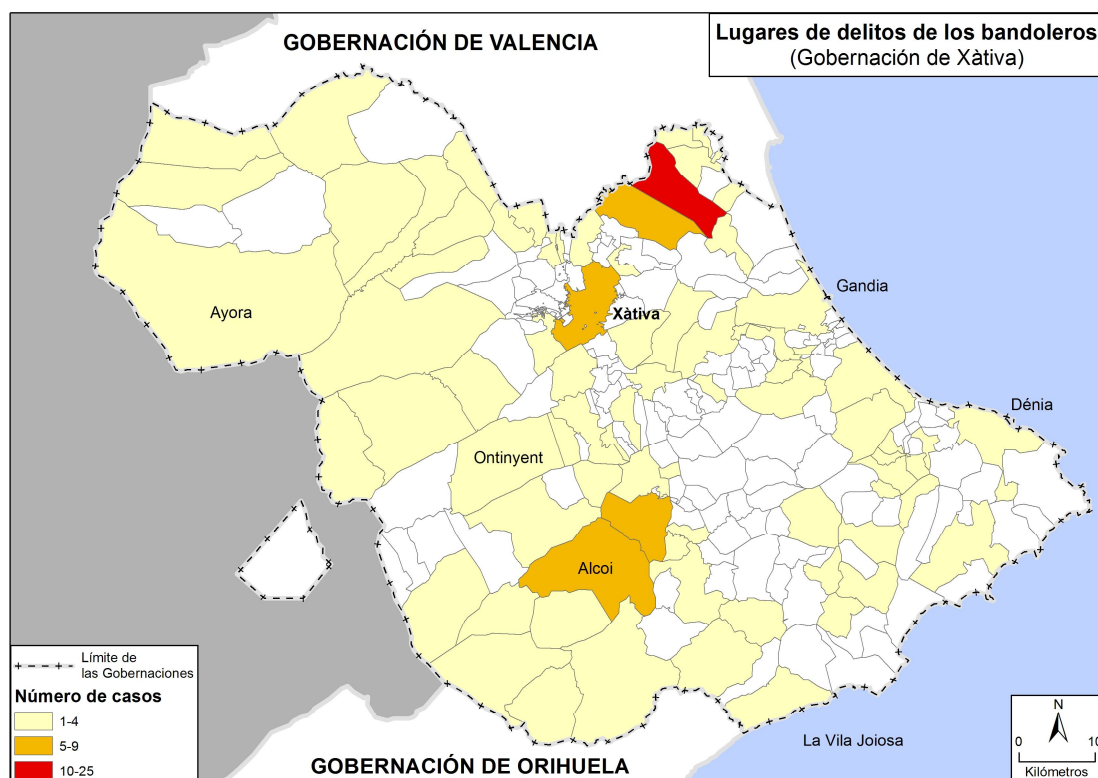 GOBERNACIÓN DE VALENCIA
Lugares de delitos de los bandoleros
(Gobernación de Xàtiva)
Gandia
Ayora
Xàtiva
Dénia
Ontinyent
Alcoi
La Vila Joiosa
GOBERNACIÓN DE ORIHUELA
Límite de
las Gobernaciones
Número de casos
1-4
5-9
10-25
N
0 10
Kilómetros